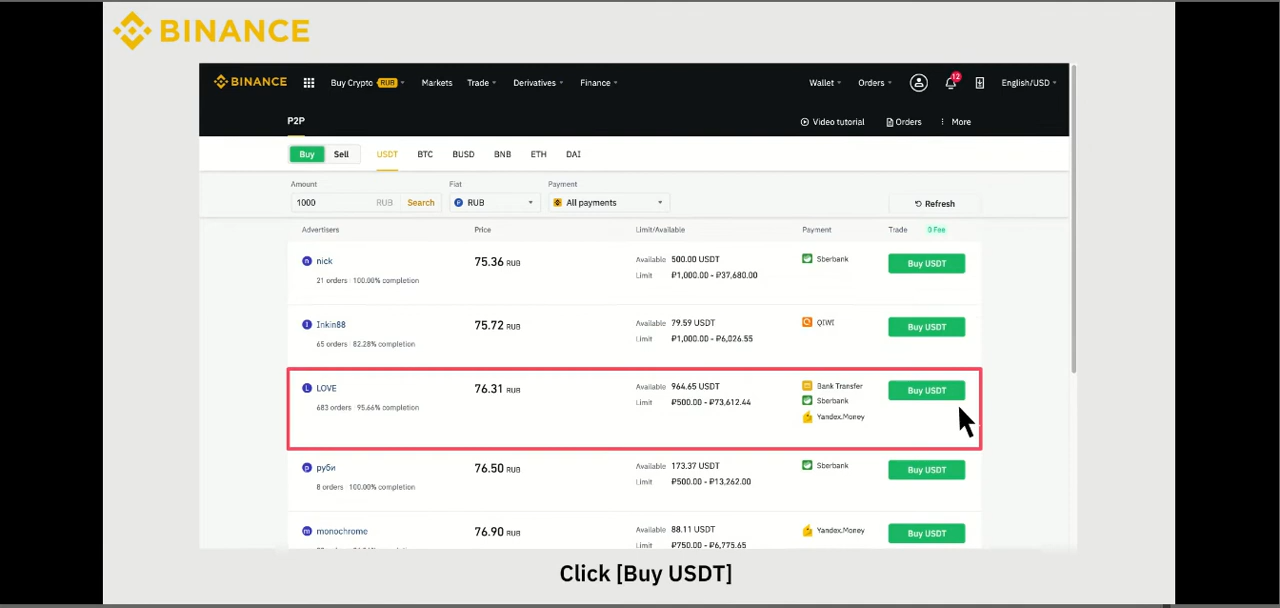 BINANCE
BINANCE Buy Crypto RUB Markets Trade Derivatives Finance Wallet Orders 12 English/USD
P2P Video tutorial Orders More
Buy Sell USDT BTC BUSD BNB ETH DAI
Amount Fiat Payment
1000 RUB Search RUB All payments Refresh
Advertisers Price Limit/Available Payment Trade 0 Fee
nick 75.36 RUB Available 500.00 USDT Sberbank Buy USDT
21 orders 100.00% completion Limit ₽1,000.00 - ₽37,680.00
Inkin88 75.72 RUB Available 79.59 USDT QIWI Buy USDT
65 orders 82.28% completion Limit ₽1,000.00 - ₽6,026.55
LOVE 76.31 RUB Available 964.65 USDT Bank Transfer Buy USDT
683 orders 95.66% completion Limit ₽500.00 - ₽73,612.44 Sberbank
Yandex.Money
руби 76.50 RUB Available 173.37 USDT Sberbank Buy USDT
8 orders 100.00% completion Limit ₽500.00 - ₽13,262.00
monochrome 76.90 RUB Available 88.11 USDT Yandex.Money Buy USDT
Limit ₽750.00 - ₽6,775.65
Click [Buy USDT]